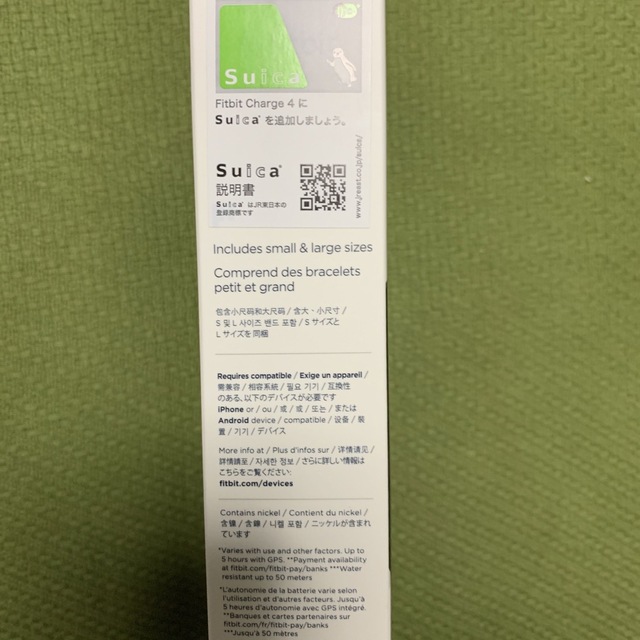 Suica
Fitbit Charge 4 に
Suica を追加しましょう。
Suica
説明書
Suica はJR東日本の
登録商標です
www.jreast.co.jp/suica/
Includes small & large sizes
Comprend des bracelets
petit et grand
包含小尺码和大尺码 / 含大、小尺寸 /
S 및 L 사이즈 밴드 포함 / S サイズと
L サイズを同梱
Requires compatible / Exige un appareil /
需兼容 / 相容系統 / 필요 기기 / 互換性
のある、以下のデバイスが必要です
iPhone or / ou / 或 / 或 / 또는 / または
Android device / compatible / 设备 / 裝
置 / 기기 / デバイス
More info at / Plus d'infos sur / 详情请见 /
詳情請至 / 자세한 정보 / さらに詳しい情報は
こちらをご覧ください:
fitbit.com/devices
Contains nickel / Contient du nickel /
含镍 / 含鎳 / 니켈 포함 / ニッケルが含まれ
ています
*Varies with use and other factors. Up to
5 hours with GPS. **Payment availability
at fitbit.com/fitbit-pay/banks ***Water
resistant up to 50 meters
*L'autonomie de la batterie varie selon
l'utilisation et d'autres facteurs. Jusqu'à
5 heures d'autonomie avec GPS intégré.
**Banques et cartes partenaires sur
fitbit.com/fr/fitbit-pay/banks
***Jusqu'à 50 mètres